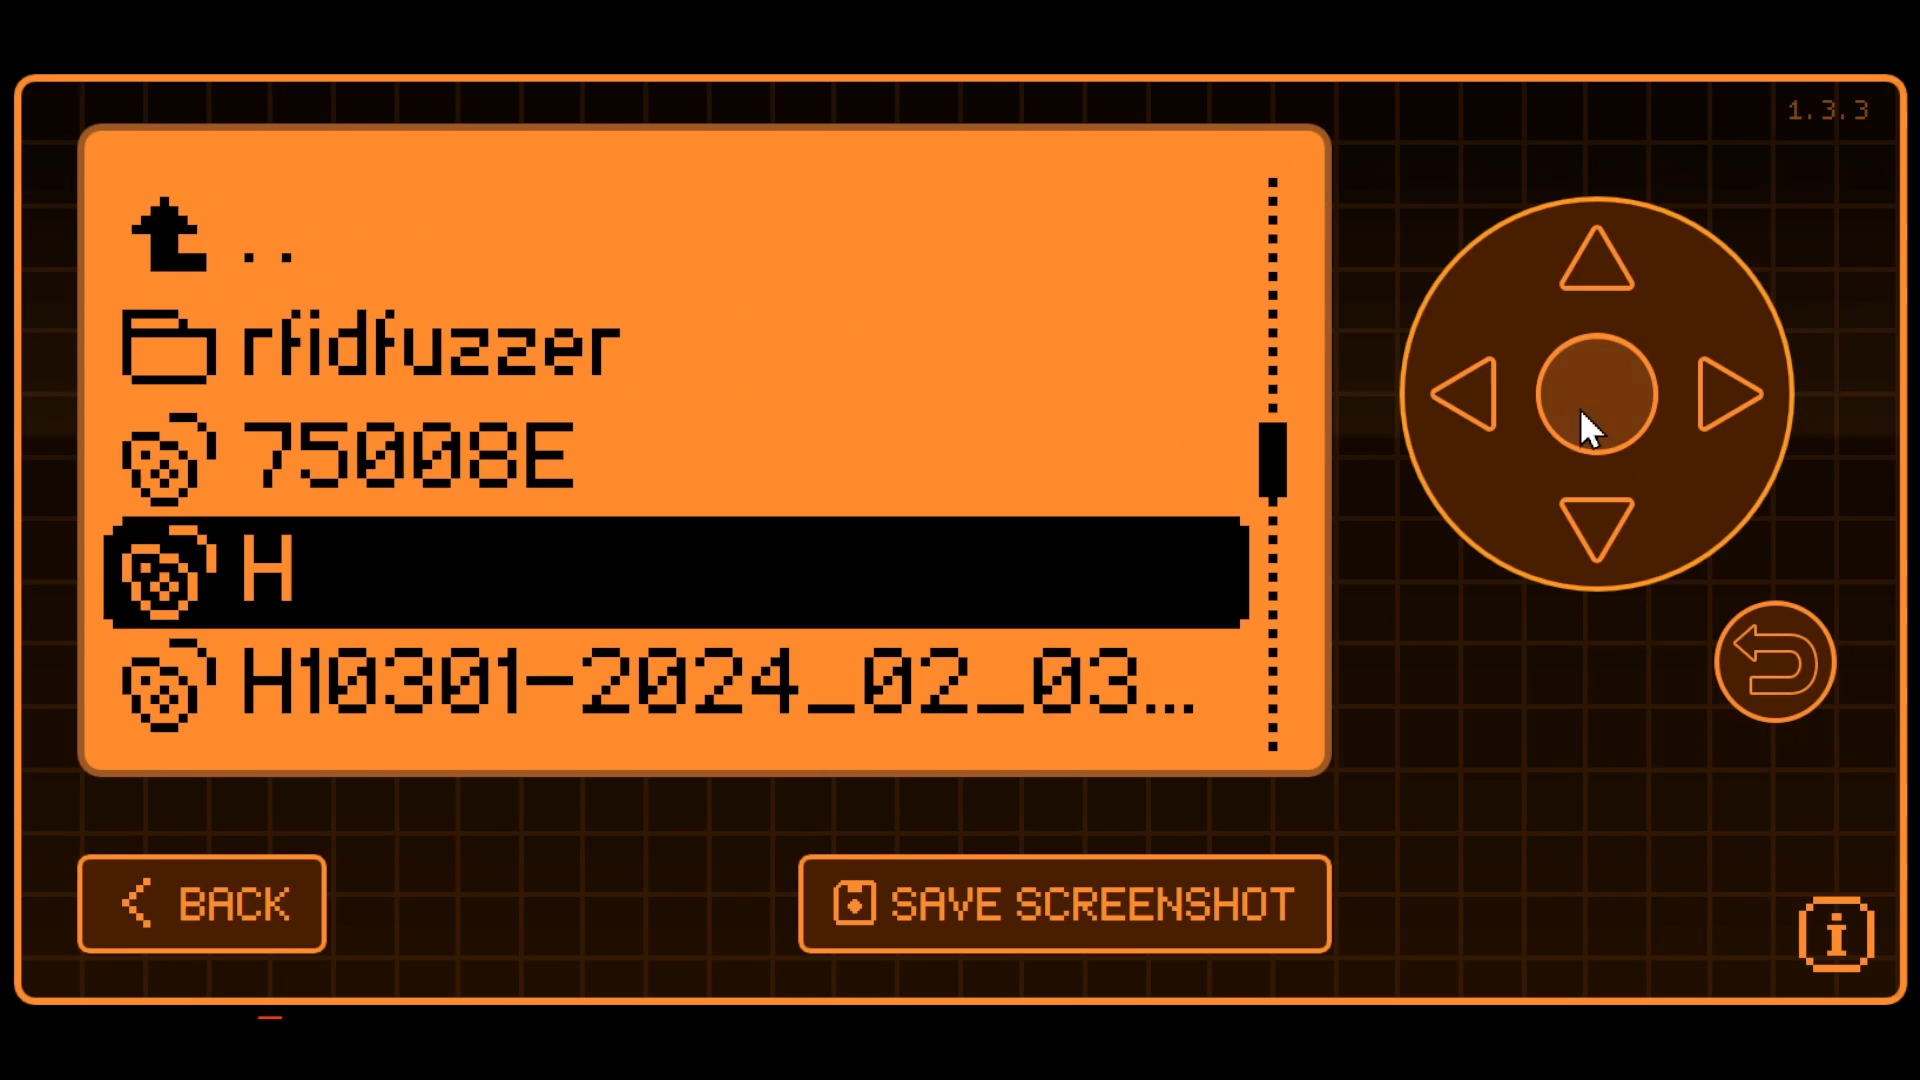 1.3.3
..
rfidfuzzer
75008E
H
H10301-2024_02_03...
BACK
SAVE SCREENSHOT
i